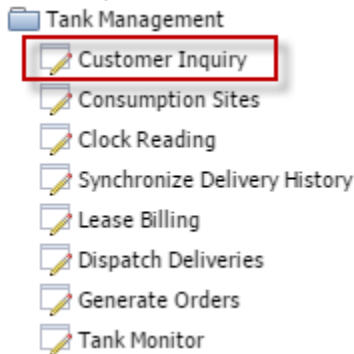 Tank Management
Customer Inquiry
Consumption Sites
Clock Reading
Synchronize Delivery History
Lease Billing
Dispatch Deliveries
Generate Orders
Tank Monitor